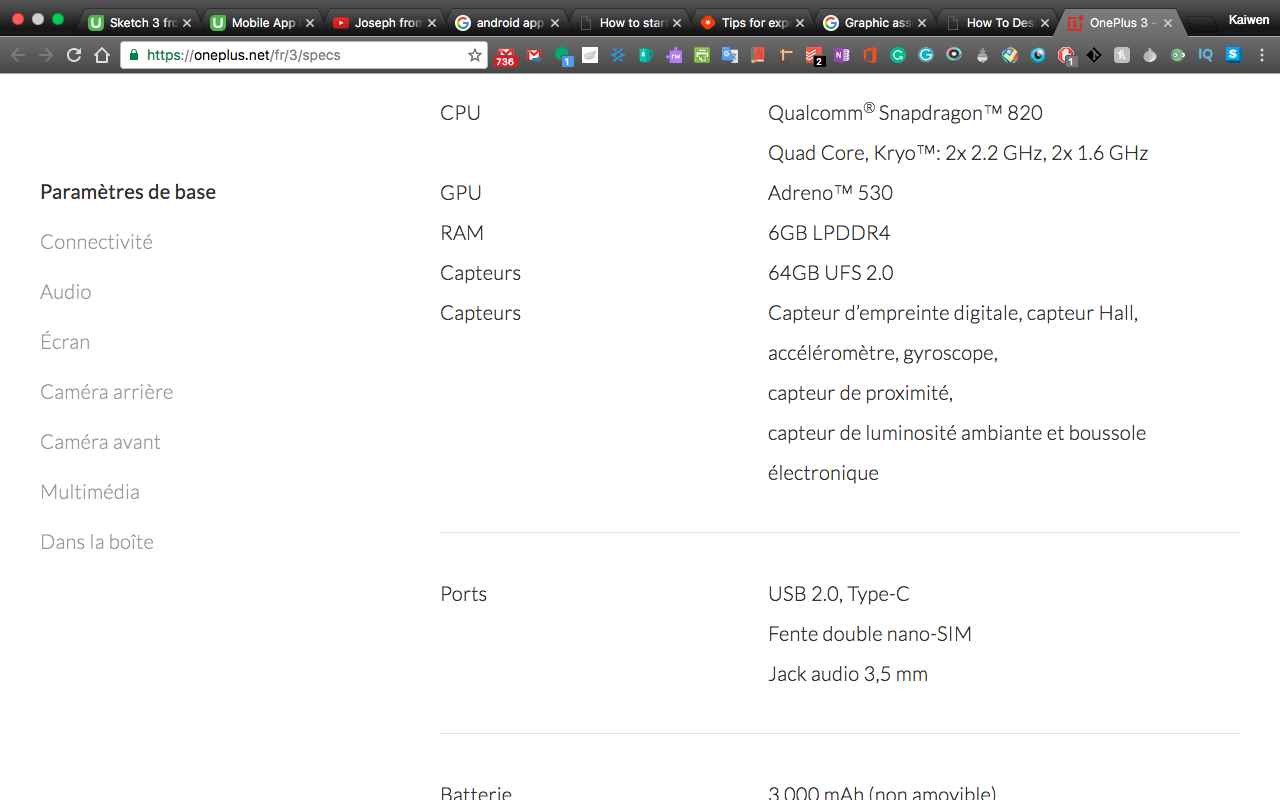 Sketch 3 fro
Mobile App
Joseph from
android app
How to star
Tips for exp
Graphic ass
How To Des
OnePlus 3 -
Kaiwen
https://oneplus.net/fr/3/specs
736
1
rw
2
N
1
IQ
S
CPU
Qualcomm® Snapdragon™ 820
Quad Core, Kryo™: 2x 2.2 GHz, 2x 1.6 GHz
Paramètres de base
GPU
Adreno™ 530
RAM
6GB LPDDR4
Connectivité
Capteurs
64GB UFS 2.0
Audio
Capteurs
Capteur d’empreinte digitale, capteur Hall,
accéléromètre, gyroscope,
capteur de proximité,
capteur de luminosité ambiante et boussole
électronique
Écran
Caméra arrière
Caméra avant
Multimédia
Dans la boîte
Ports
USB 2.0, Type-C
Fente double nano-SIM
Jack audio 3,5 mm
Batterie
3 000 mAh (non amovible)